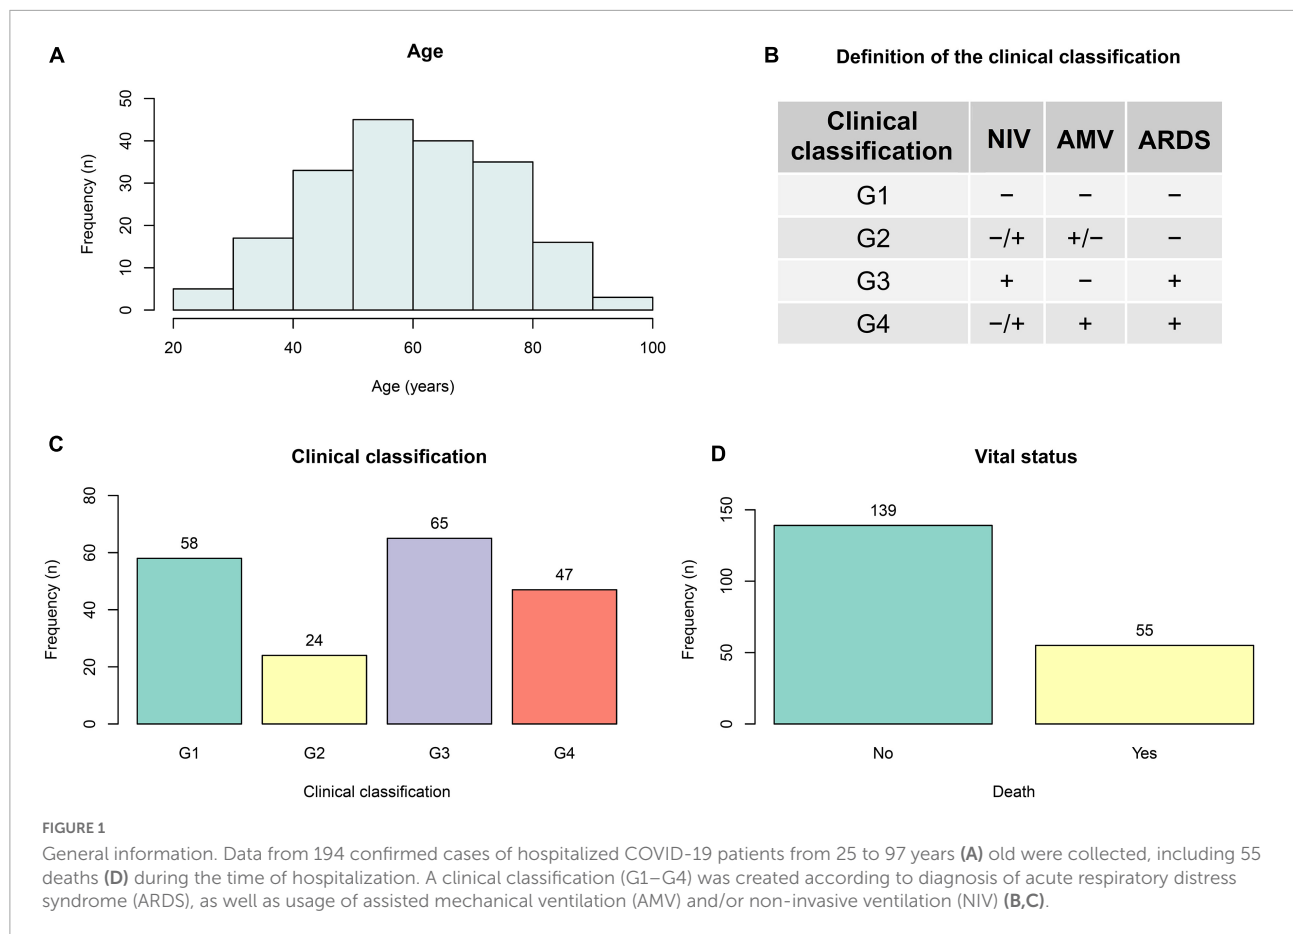 A
Age
50
40
30
20
10
0
Frequency (n)
20 40 60 80 100
Age (years)
B
Definition of the clinical classification
Clinical classification NIV AMV ARDS
G1 − − −
G2 −/+ +/− −
G3 + − +
G4 −/+ + +
C
Clinical classification
80
60
40
20
0
Frequency (n)
58 24 65 47
G1 G2 G3 G4
Clinical classification
D
Vital status
150
100
50
0
Frequency (n)
139 55
No Yes
Death
FIGURE 1
General information. Data from 194 confirmed cases of hospitalized COVID-19 patients from 25 to 97 years (A) old were collected, including 55
deaths (D) during the time of hospitalization. A clinical classification (G1–G4) was created according to diagnosis of acute respiratory distress
syndrome (ARDS), as well as usage of assisted mechanical ventilation (AMV) and/or non-invasive ventilation (NIV) (B,C).